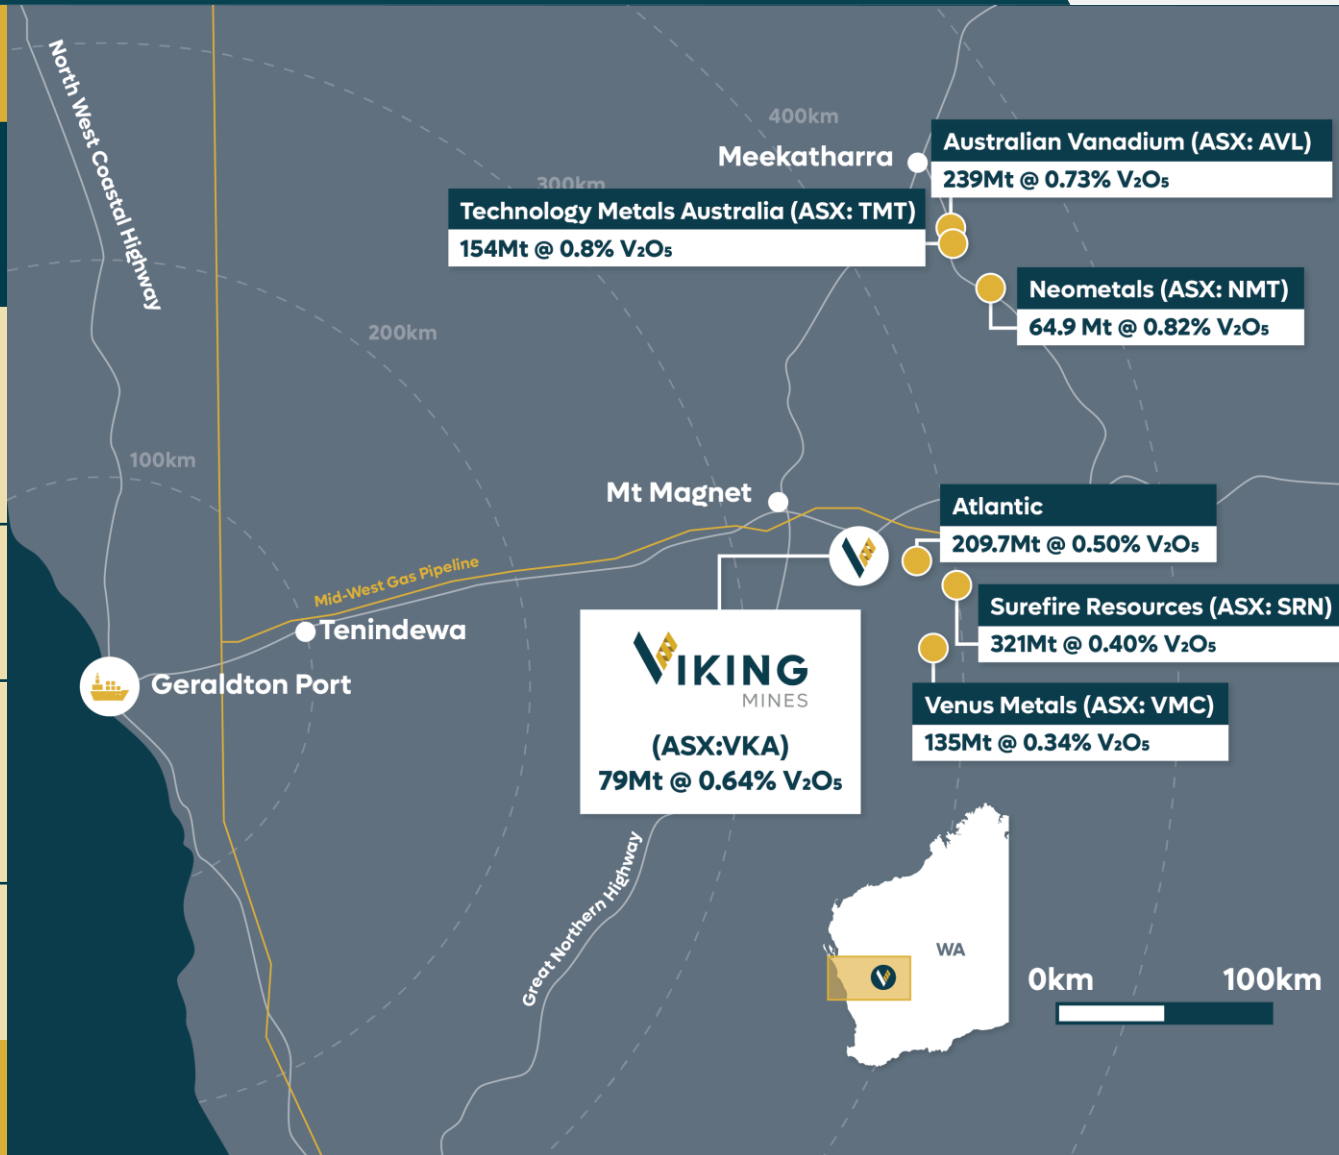 North West Coastal Highway
400km
Meekatharra
Australian Vanadium (ASX: AVL)
239Mt @ 0.73% V₂O₅
300km
Technology Metals Australia (ASX: TMT)
154Mt @ 0.8% V₂O₅
Neometals (ASX: NMT)
64.9 Mt @ 0.82% V₂O₅
200km
100km
Mt Magnet
Atlantic
209.7Mt @ 0.50% V₂O₅
Mid-West Gas Pipeline
Tenindewa
Surefire Resources (ASX: SRN)
321Mt @ 0.40% V₂O₅
Geraldton Port
VIKING
MINES
(ASX:VKA)
79Mt @ 0.64% V₂O₅
Venus Metals (ASX: VMC)
135Mt @ 0.34% V₂O₅
Great Northern Highway
WA
0km
100km